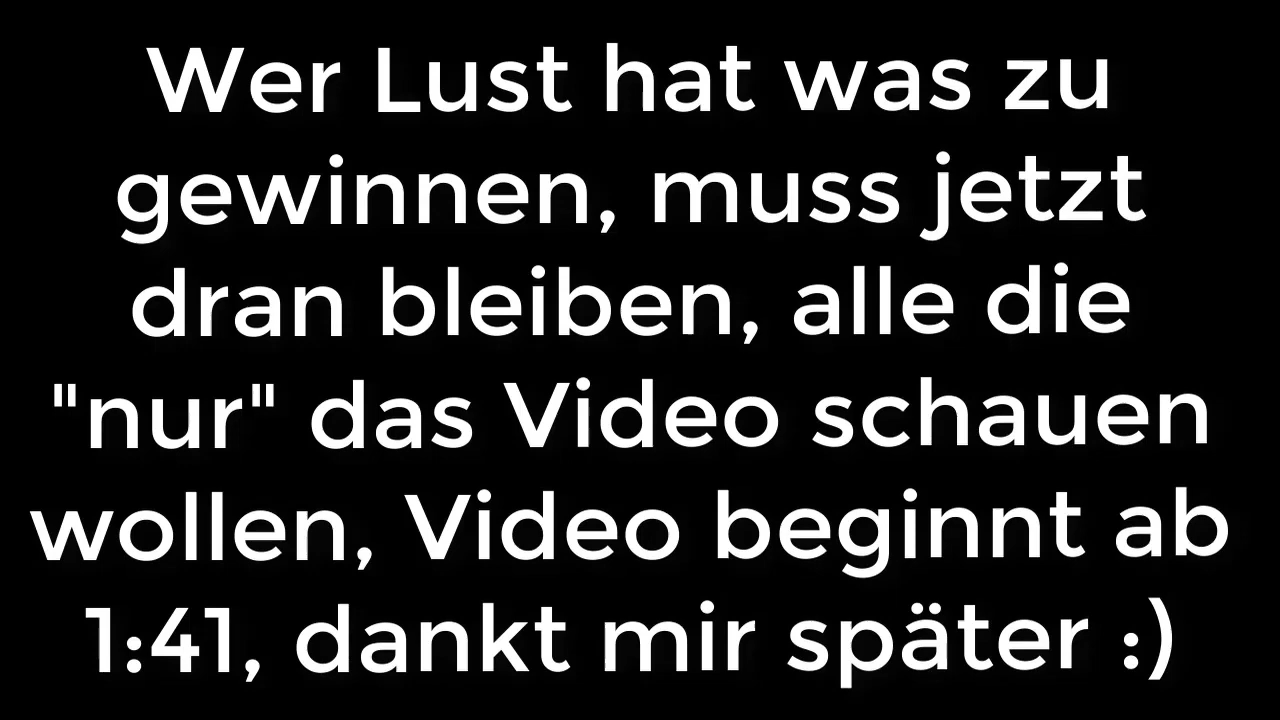 Wer Lust hat was zu
gewinnen, muss jetzt
dran bleiben, alle die
"nur" das Video schauen
wollen, Video beginnt ab
1:41, dankt mir später :)